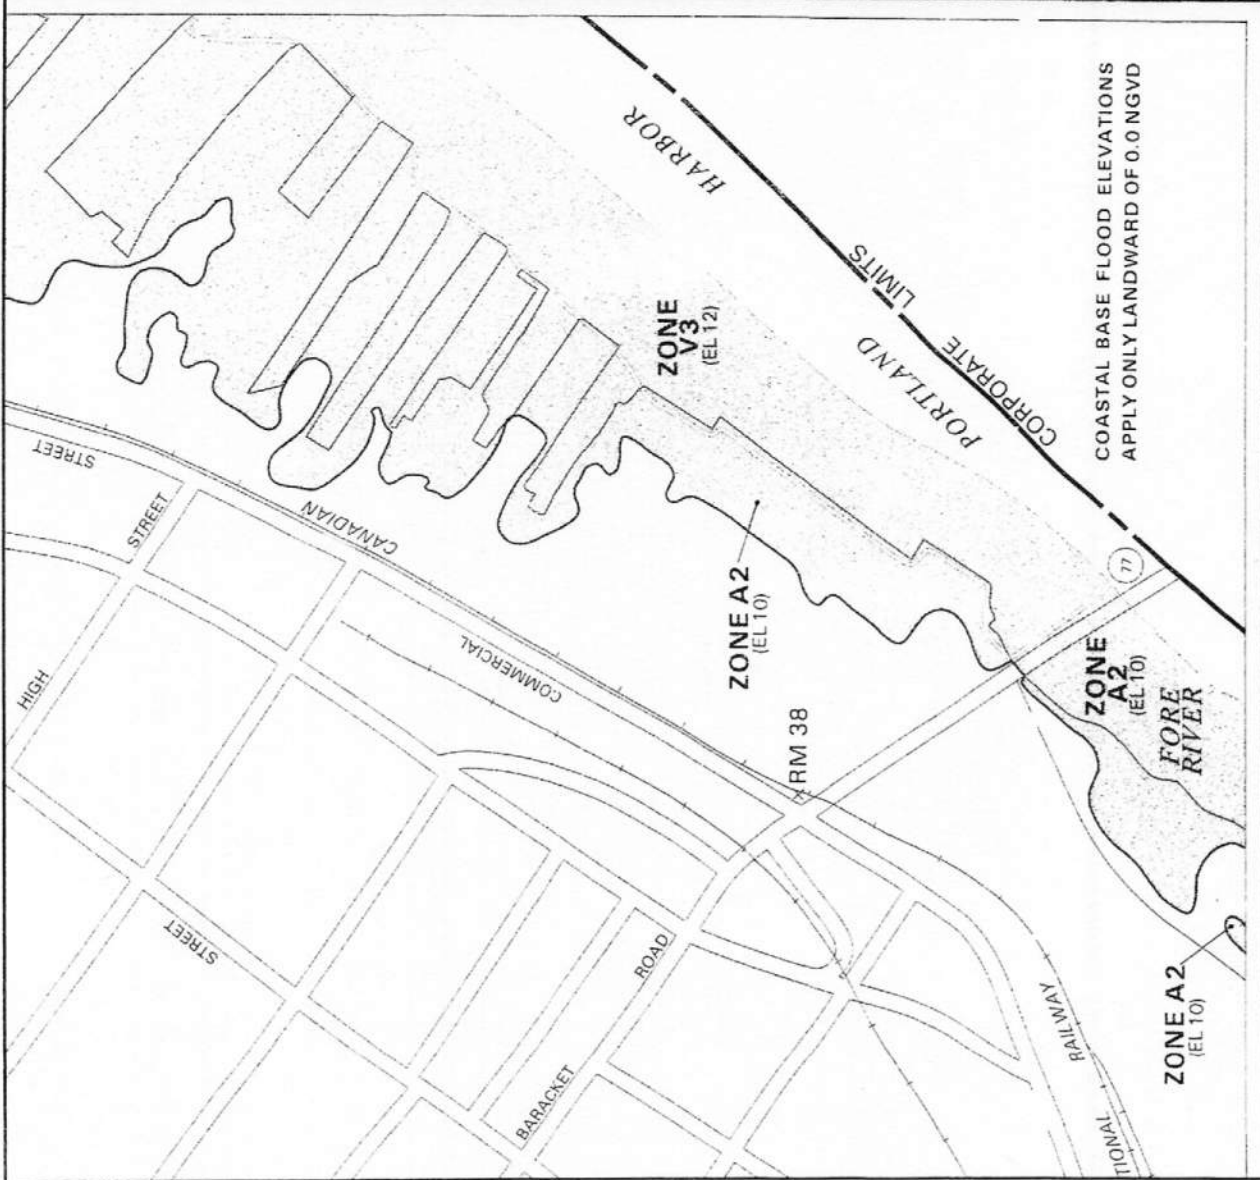 HARBOR
PORTLAND
CORPORATE
LIMITS
COASTAL BASE FLOOD ELEVATIONS
APPLY ONLY LANDWARD OF 0.0 NGVD
ZONE
V3
(EL 12)
STREET
STREET
HIGH
CANADIAN
COMMERCIAL
ZONE A2
(EL 10)
77
RM 38
ZONE
A2
(EL 10)
FORE
RIVER
STREET
ROAD
BARACKET
RAILWAY
TIONAL
ZONE A2
(EL 10)